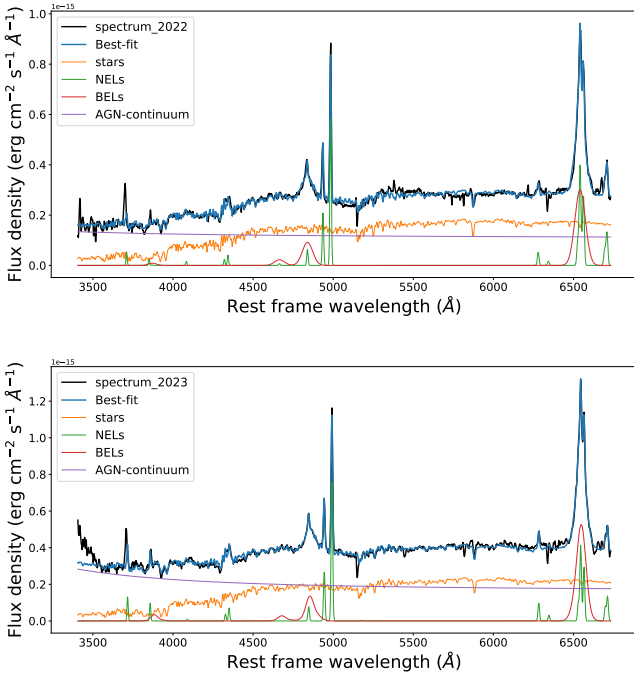 1e−15
1.0
0.8
0.6
0.4
0.2
0.0
Flux density (erg cm⁻² s⁻¹ Å⁻¹)
spectrum_2022
Best-fit
stars
NELs
BELs
AGN-continuum
3500 4000 4500 5000 5500 6000 6500
Rest frame wavelength (Å)
1e−15
1.2
1.0
0.8
0.6
0.4
0.2
0.0
Flux density (erg cm⁻² s⁻¹ Å⁻¹)
spectrum_2023
Best-fit
stars
NELs
BELs
AGN-continuum
3500 4000 4500 5000 5500 6000 6500
Rest frame wavelength (Å)